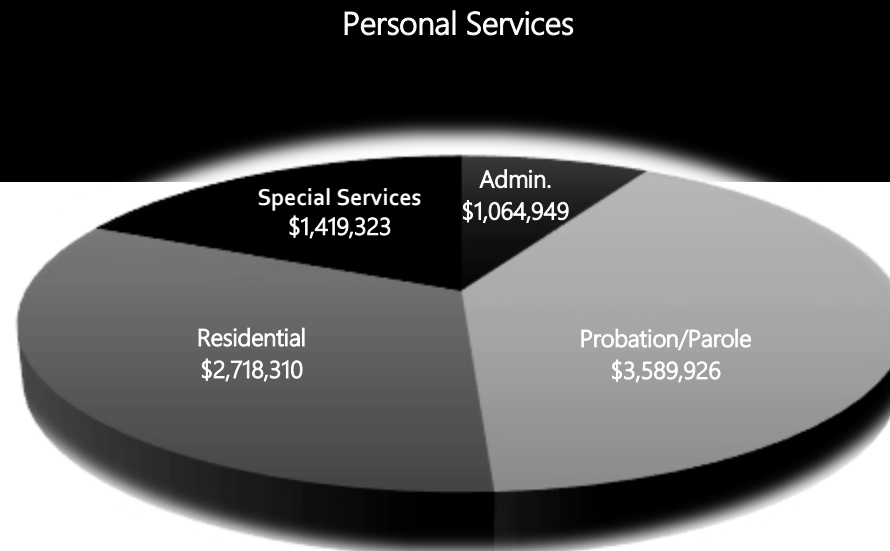 Personal Services
Admin.
$1,064,949
Special Services
$1,419,323
Residential
$2,718,310
Probation/Parole
$3,589,926